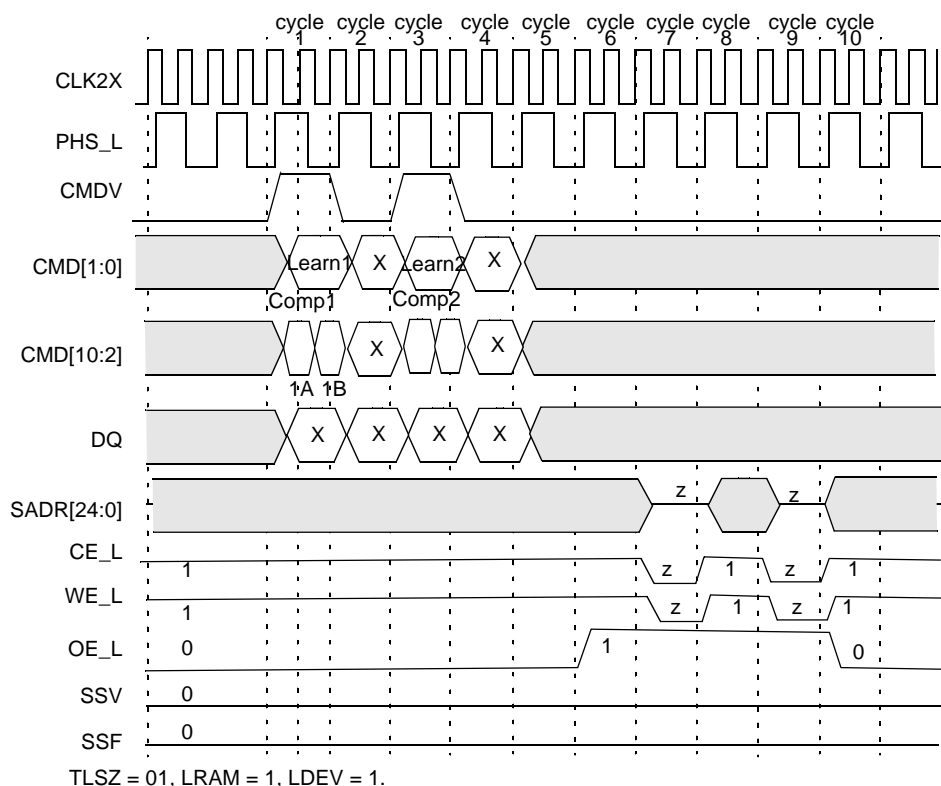 cycle cycle cycle cycle cycle cycle cycle cycle cycle cycle
1 2 3 4 5 6 7 8 9 10
CLK2X
PHS_L
CMDV
CMD[1:0] Learn1 X Learn2 X
Comp1 Comp2
CMD[10:2] X X
1A 1B
DQ X X X X
SADR[24:0] z z
CE_L 1 z 1 z 1
WE_L 1 z 1 z 1
OE_L 0 1 0
SSV 0
SSF 0
TLSZ = 01, LRAM = 1, LDEV = 1.